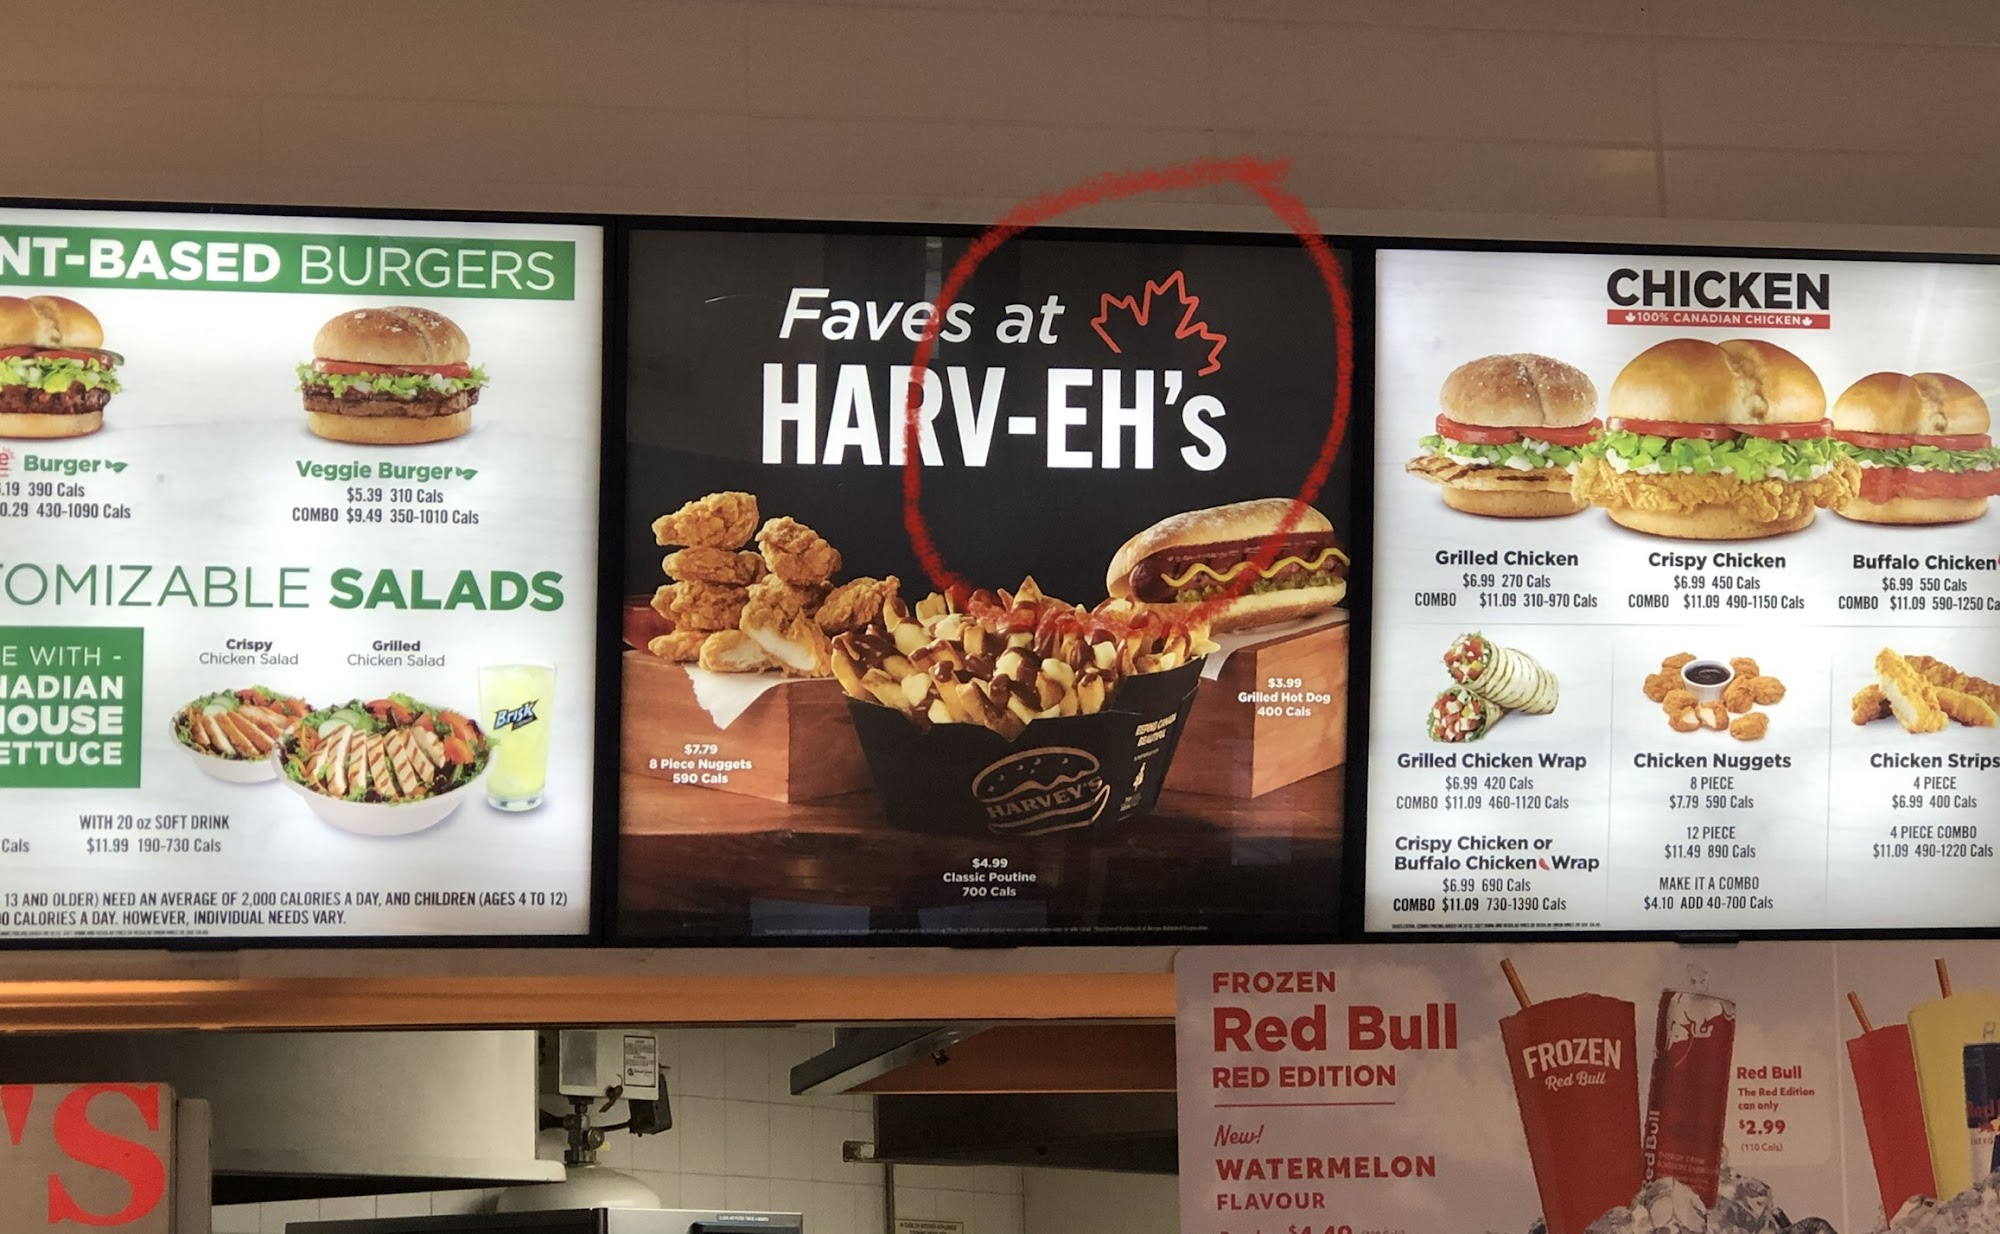 NT-BASED BURGERS
Burger
.19 390 Cals
0.29 430-1090 Cals
Veggie Burger
$5.39 310 Cals
COMBO $9.49 350-1010 Cals
TOMIZABLE SALADS
E WITH -
NADIAN
HOUSE
ETTUCE
Crispy
Chicken Salad
Grilled
Chicken Salad
Brisk
Cals
WITH 20 oz SOFT DRINK
$11.99 190-730 Cals
13 AND OLDER) NEED AN AVERAGE OF 2,000 CALORIES A DAY, AND CHILDREN (AGES 4 TO 12)
0 CALORIES A DAY. HOWEVER, INDIVIDUAL NEEDS VARY.
Faves at
HARV-EH's
$7.79
8 Piece Nuggets
590 Cals
HARVEY'S
KEEPING CANADA
BEAUTIFUL
$3.99
Grilled Hot Dog
400 Cals
$4.99
Classic Poutine
700 Cals
CHICKEN
100% CANADIAN CHICKEN
Grilled Chicken
$6.99 270 Cals
COMBO $11.09 310-970 Cals
Crispy Chicken
$6.99 450 Cals
COMBO $11.09 490-1150 Cals
Buffalo Chicken
$6.99 550 Cals
COMBO $11.09 590-1250 Ca
Grilled Chicken Wrap
$6.99 420 Cals
COMBO $11.09 460-1120 Cals
Crispy Chicken or
Buffalo Chicken Wrap
$6.99 690 Cals
COMBO $11.09 730-1390 Cals
Chicken Nuggets
8 PIECE
$7.79 590 Cals
12 PIECE
$11.49 890 Cals
MAKE IT A COMBO
$4.10 ADD 40-700 Cals
Chicken Strips
4 PIECE
$6.99 400 Cals
4 PIECE COMBO
$11.09 490-1220 Cals
'S
FROZEN
Red Bull
RED EDITION
New!
WATERMELON
FLAVOUR
$4.49
FROZEN
Red Bull
Red Bull
Red Bull
The Red Edition
can only
$2.99
(110 Cals)